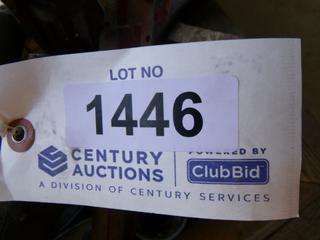 LOT NO
1446
CENTURY
AUCTIONS
POWERED BY
ClubBid
A DIVISION OF CENTURY SERVICES